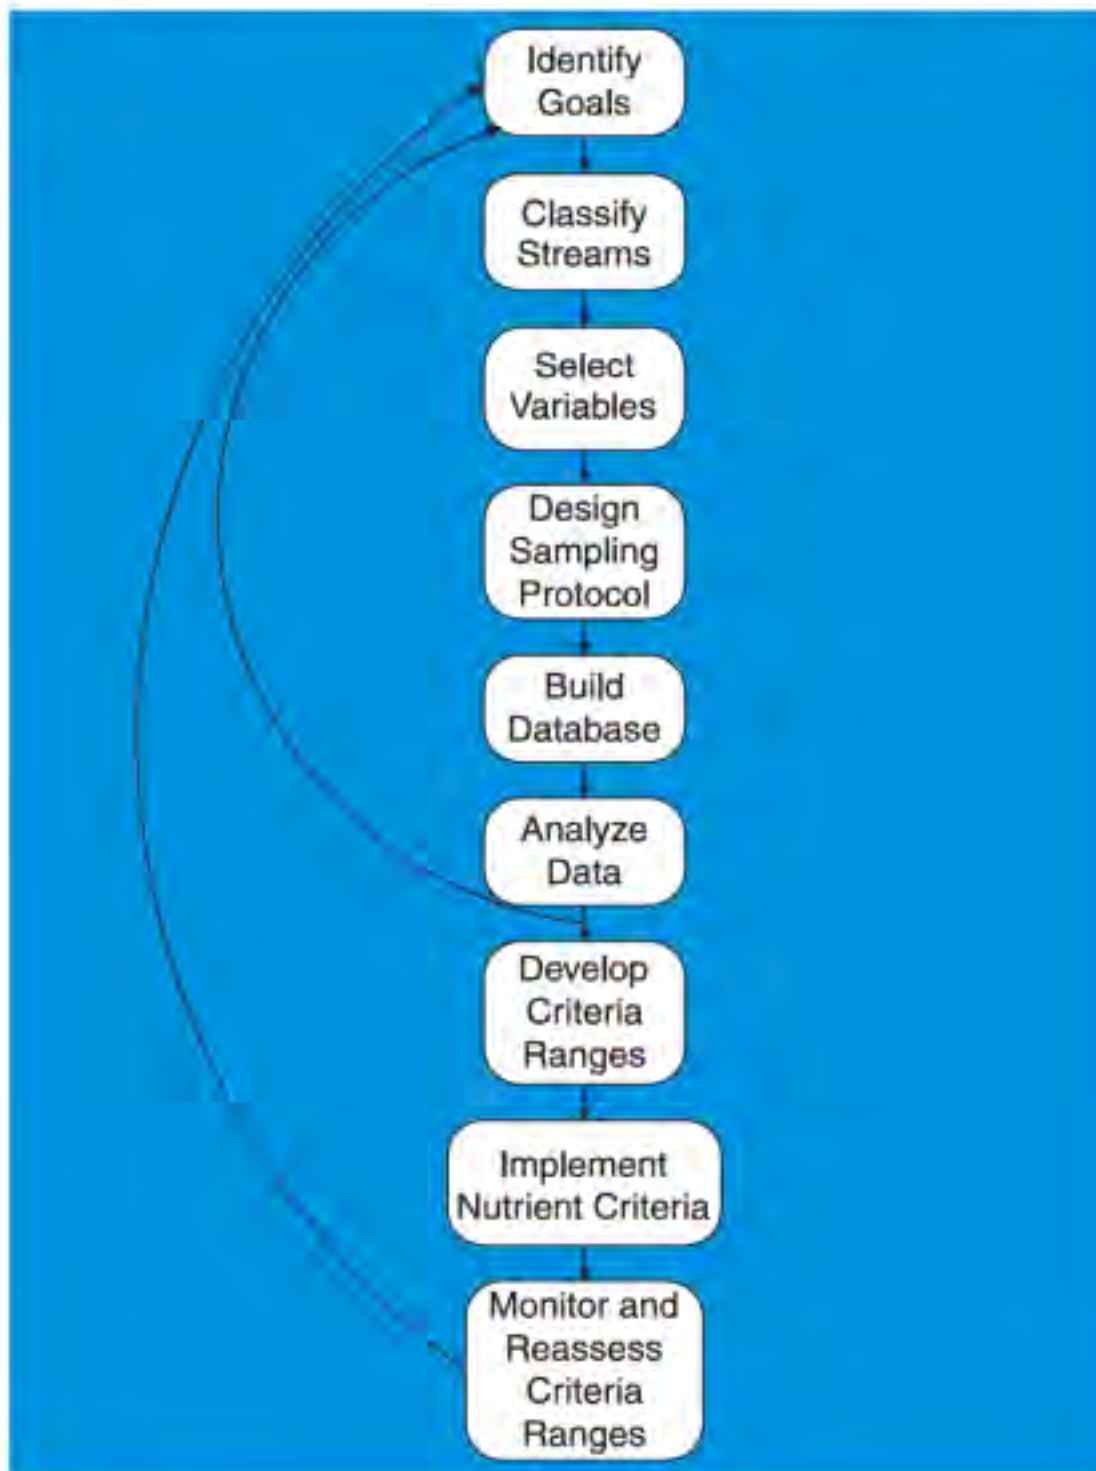 Identify
Goals
Classify
Streams
Select
Variables
Design
Sampling
Protocol
Build
Database
Analyze
Data
Develop
Criteria
Ranges
Implement
Nutrient Criteria
Monitor and
Reassess
Criteria
Ranges